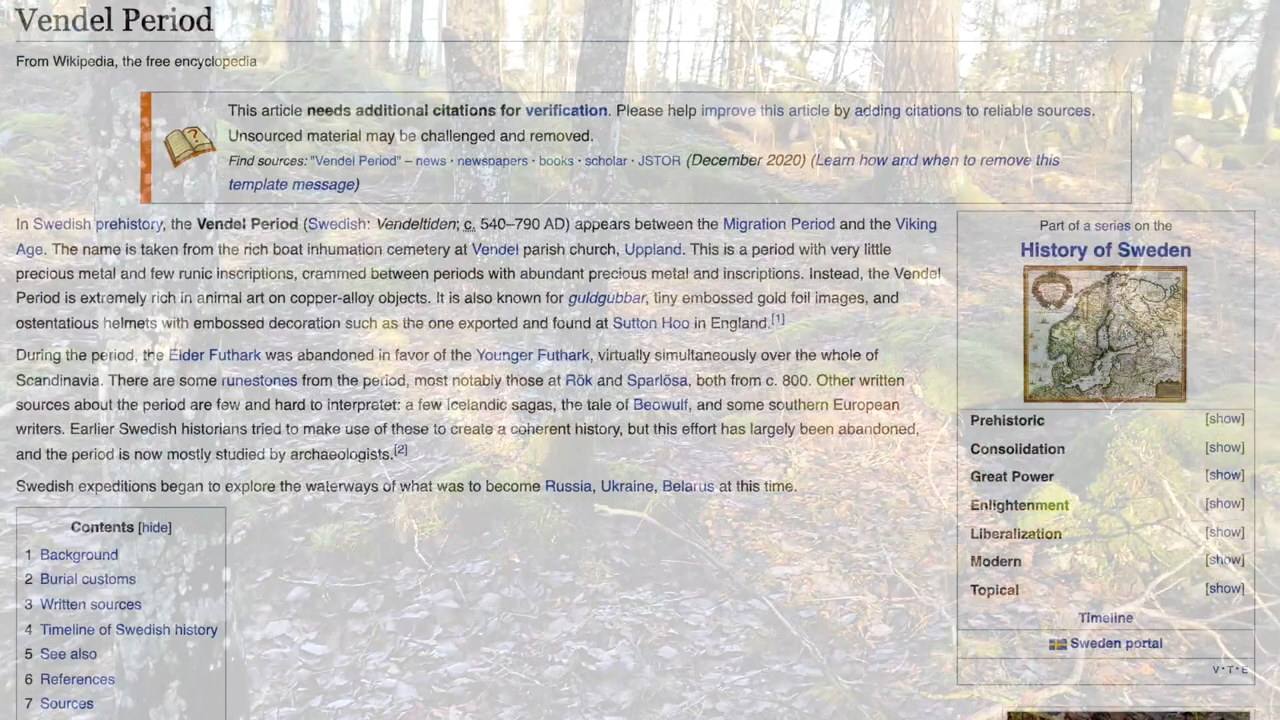 Vendel Period
From Wikipedia, the free encyclopedia
This article needs additional citations for verification. Please help improve this article by adding citations to reliable sources.
Unsourced material may be challenged and removed.
Find sources: "Vendel Period" – news · newspapers · books · scholar · JSTOR (December 2020) (Learn how and when to remove this
template message)
In Swedish prehistory, the Vendel Period (Swedish: Vendeltiden; c. 540–790 AD) appears between the Migration Period and the Viking
Age. The name is taken from the rich boat inhumation cemetery at Vendel parish church, Uppland. This is a period with very little
precious metal and few runic inscriptions, crammed between periods with abundant precious metal and inscriptions. Instead, the Vendel
Period is extremely rich in animal art on copper-alloy objects. It is also known for guldgubbar, tiny embossed gold foil images, and
ostentatious helmets with embossed decoration such as the one exported and found at Sutton Hoo in England.[1]
During the period, the Elder Futhark was abandoned in favor of the Younger Futhark, virtually simultaneously over the whole of
Scandinavia. There are some runestones from the period, most notably those at Rök and Sparlösa, both from c. 800. Other written
sources about the period are few and hard to interpret: a few Icelandic sagas, the tale of Beowulf, and some southern European
writers. Earlier Swedish historians tried to make use of these to create a coherent history, but this effort has largely been abandoned,
and the period is now mostly studied by archaeologists.[2]
Swedish expeditions began to explore the waterways of what was to become Russia, Ukraine, Belarus at this time.
Contents [hide]
1 Background
2 Burial customs
3 Written sources
4 Timeline of Swedish history
5 See also
6 References
7 Sources
Part of a series on the
History of Sweden
Prehistoric [show]
Consolidation [show]
Great Power [show]
Enlightenment [show]
Liberalization [show]
Modern [show]
Topical [show]
Timeline
Sweden portal
V·T·E